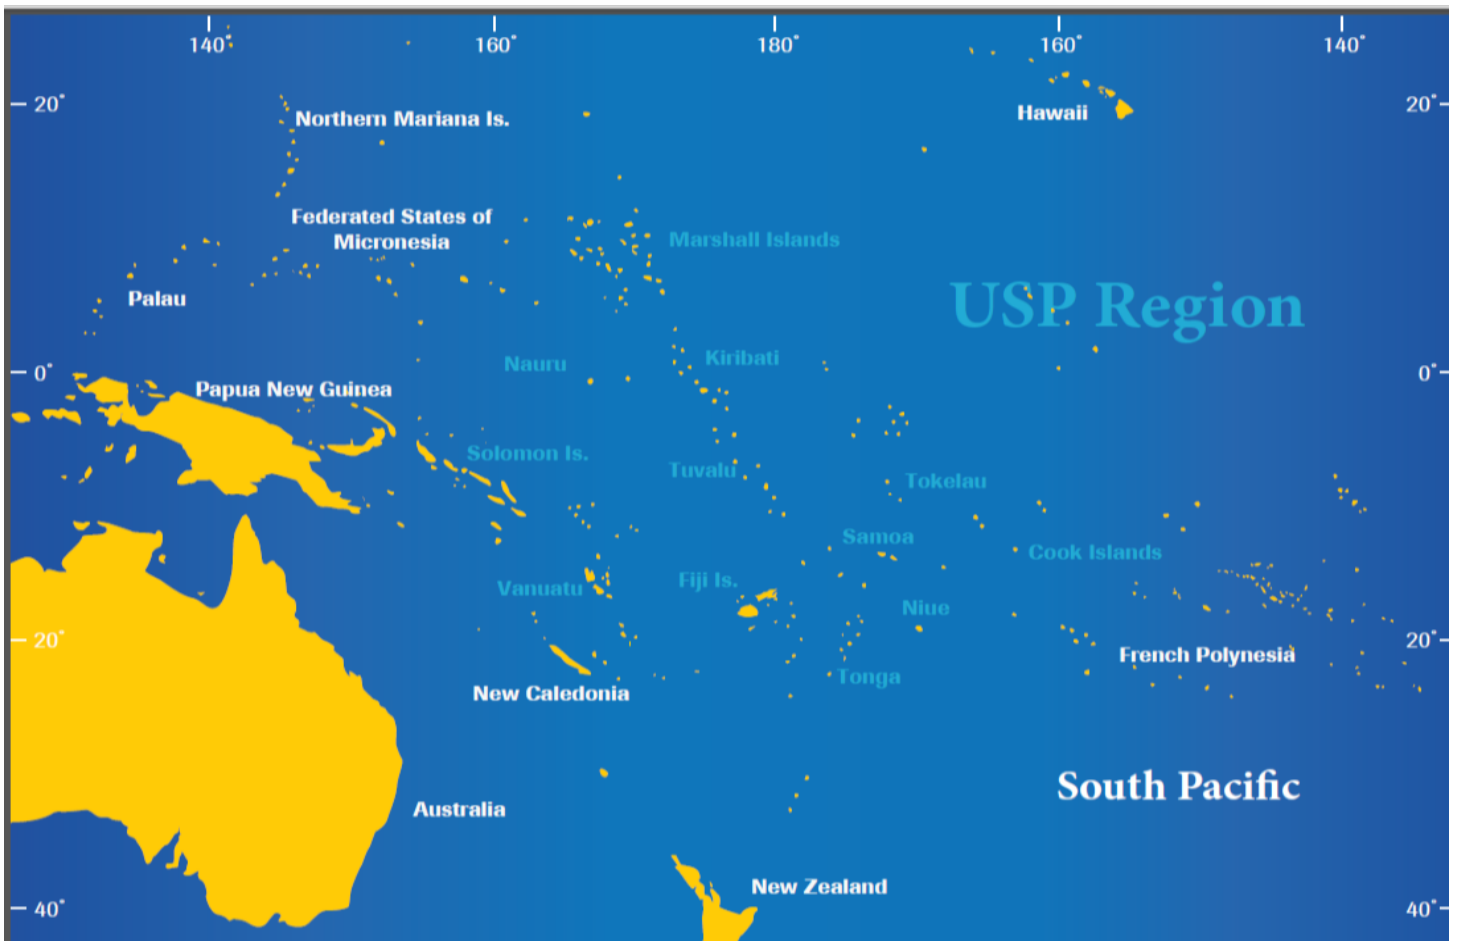 140°
160°
180°
160°
140°
20°
Northern Mariana Is.
Hawaii
20°
Federated States of
Micronesia
Marshall Islands
Palau
USP Region
0°
Nauru
Kiribati
0°
Papua New Guinea
Solomon Is.
Tuvalu
Tokelau
Samoa
Cook Islands
Vanuatu
Fiji Is.
Niue
20°
French Polynesia
20°
New Caledonia
Tonga
South Pacific
Australia
New Zealand
40°
40°